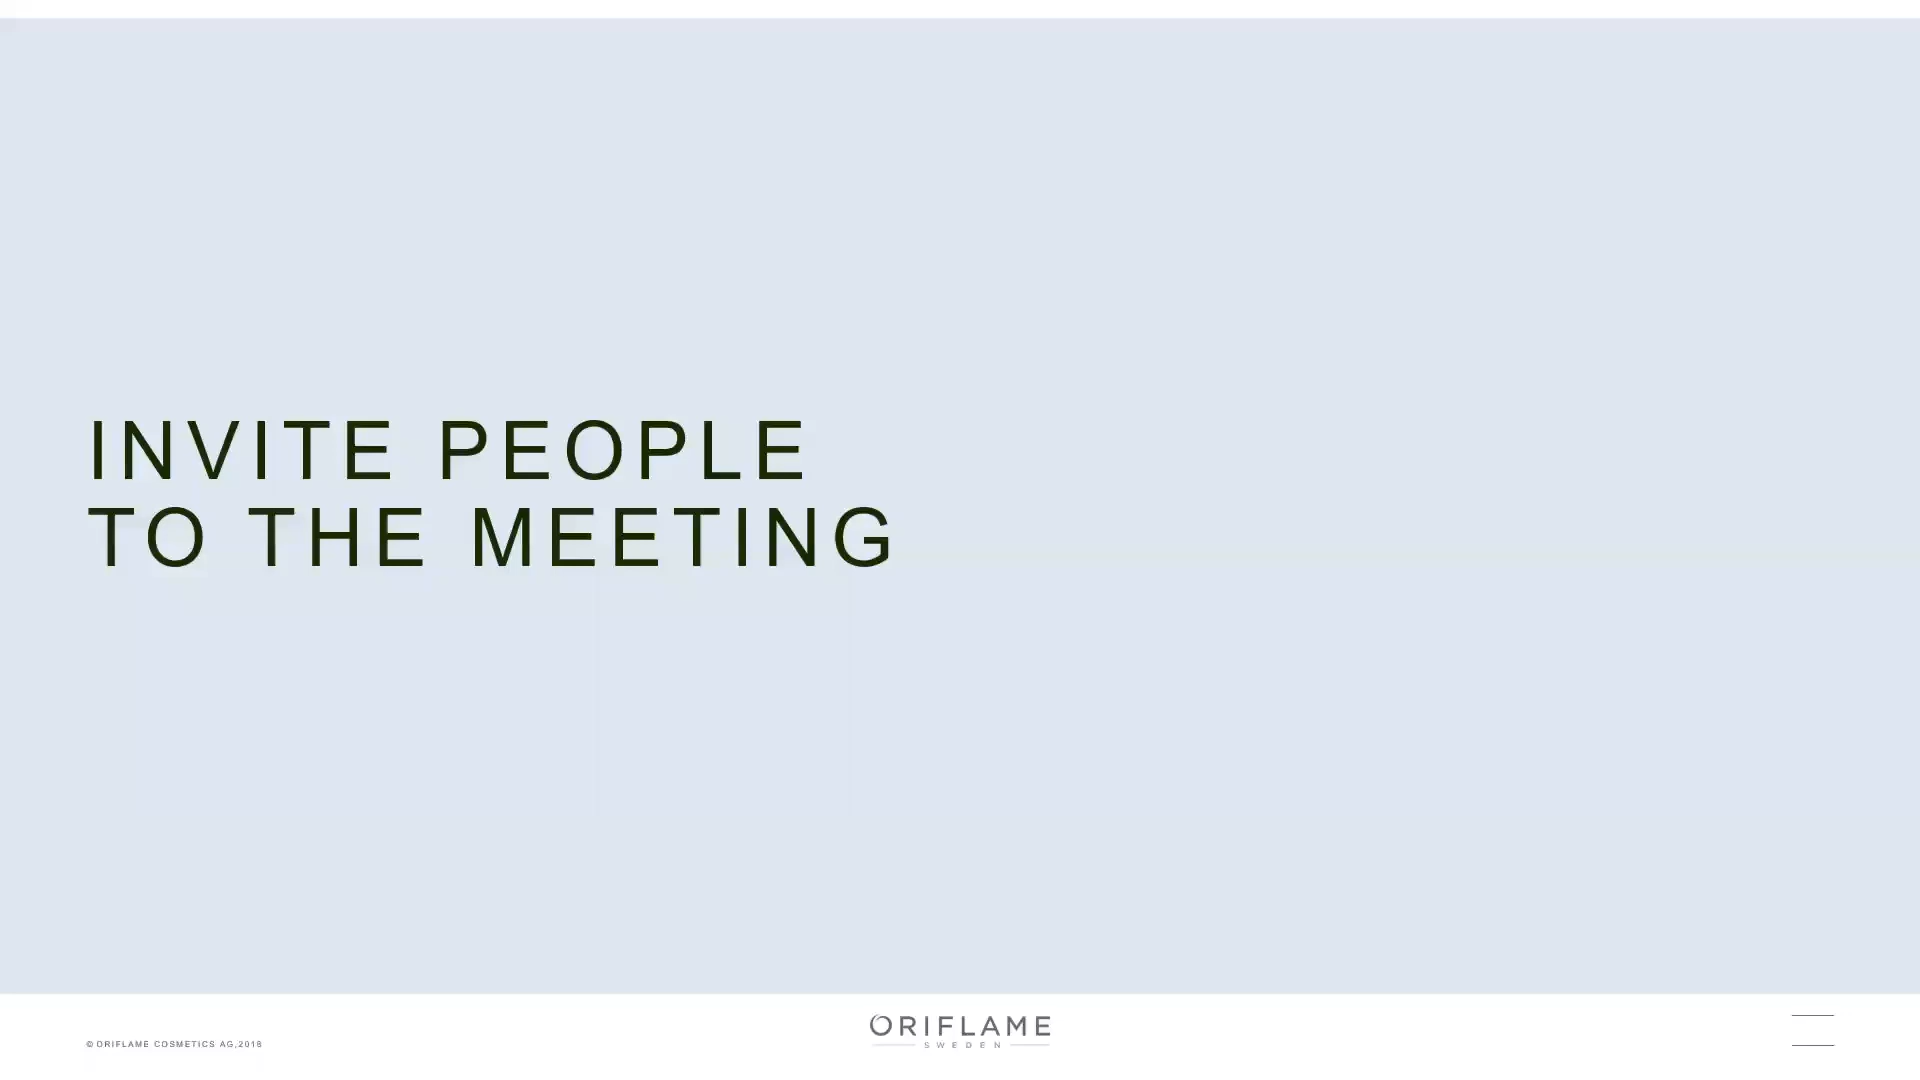 INVITE PEOPLE
TO THE MEETING
© ORIFLAME COSMETICS AG,2018
ORIFLAME
SWEDEN